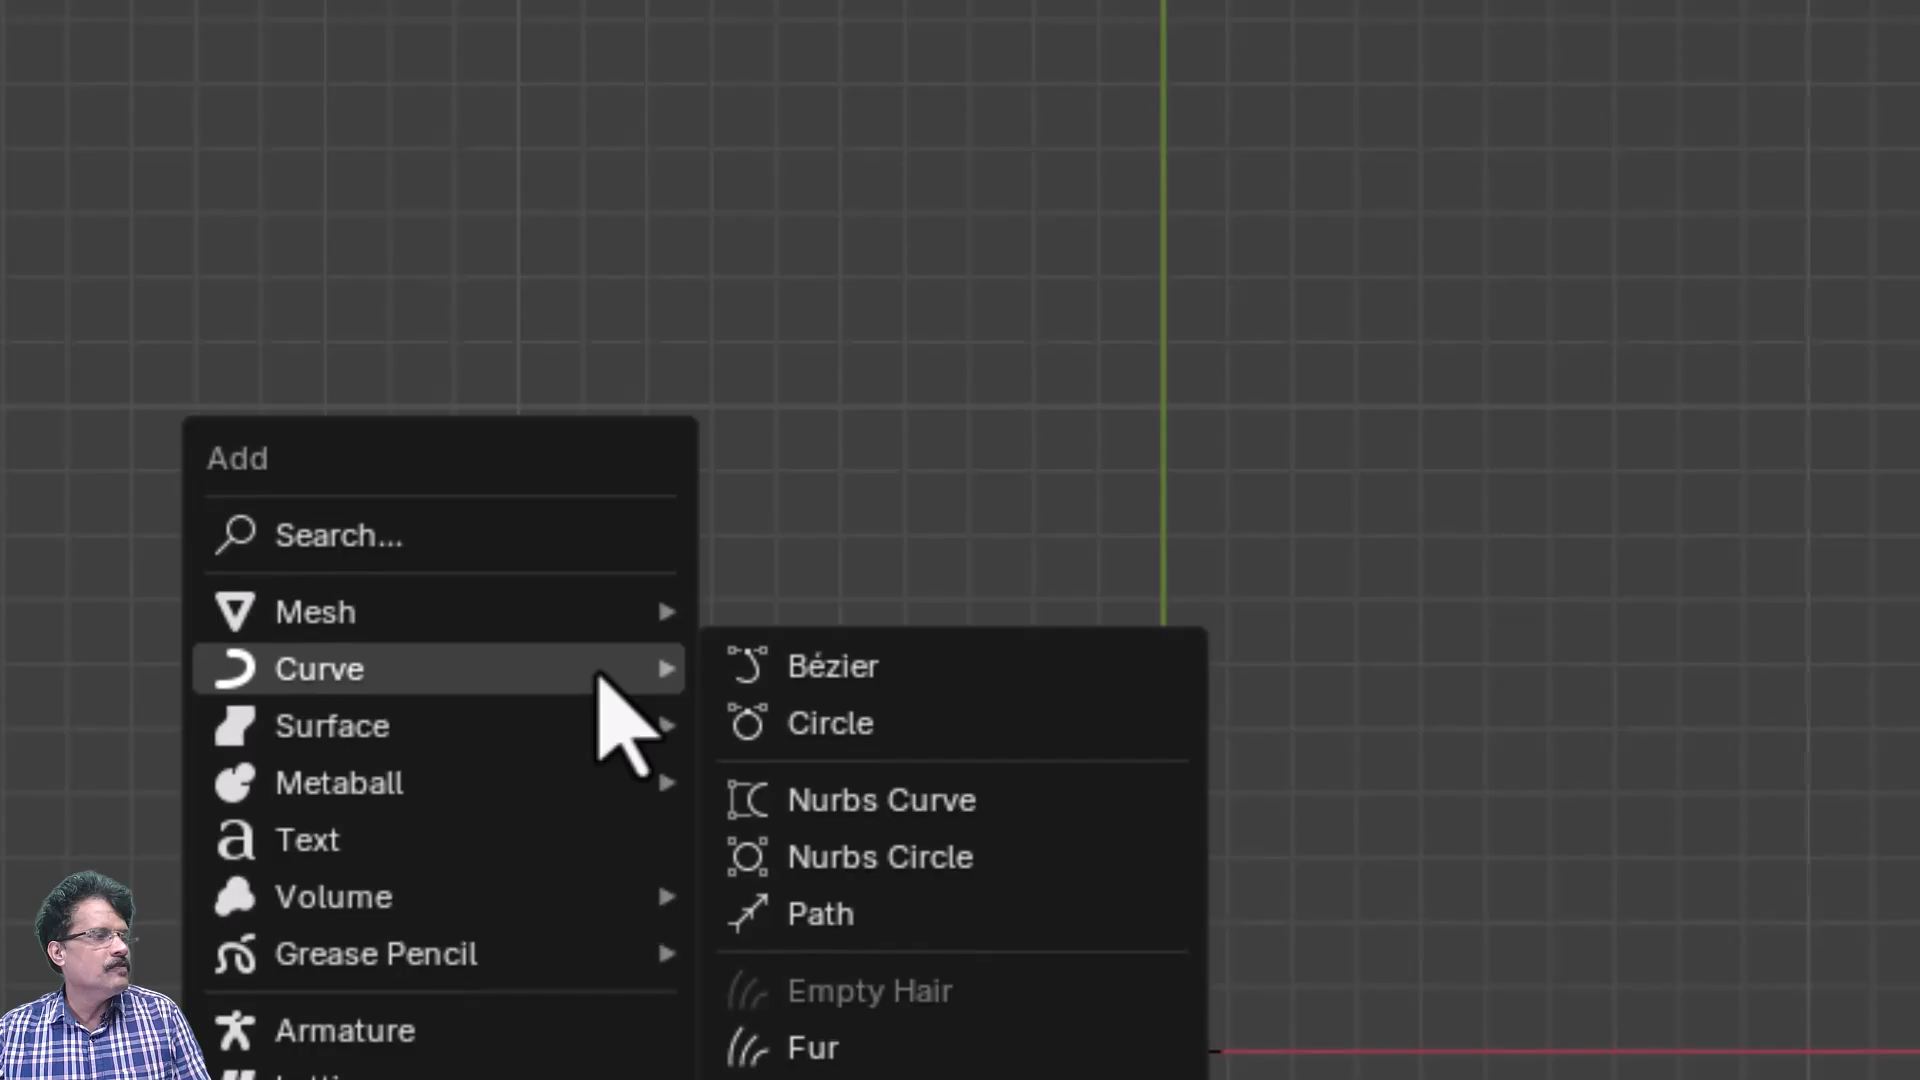 Add
Search...
Mesh
Curve
Surface
Metaball
Text
Volume
Grease Pencil
Armature
Bézier
Circle
Nurbs Curve
Nurbs Circle
Path
Empty Hair
Fur